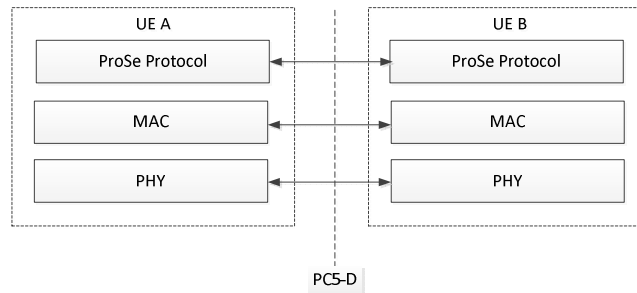 UE A
UE B
ProSe Protocol
ProSe Protocol
MAC
MAC
PHY
PHY
PC5-D